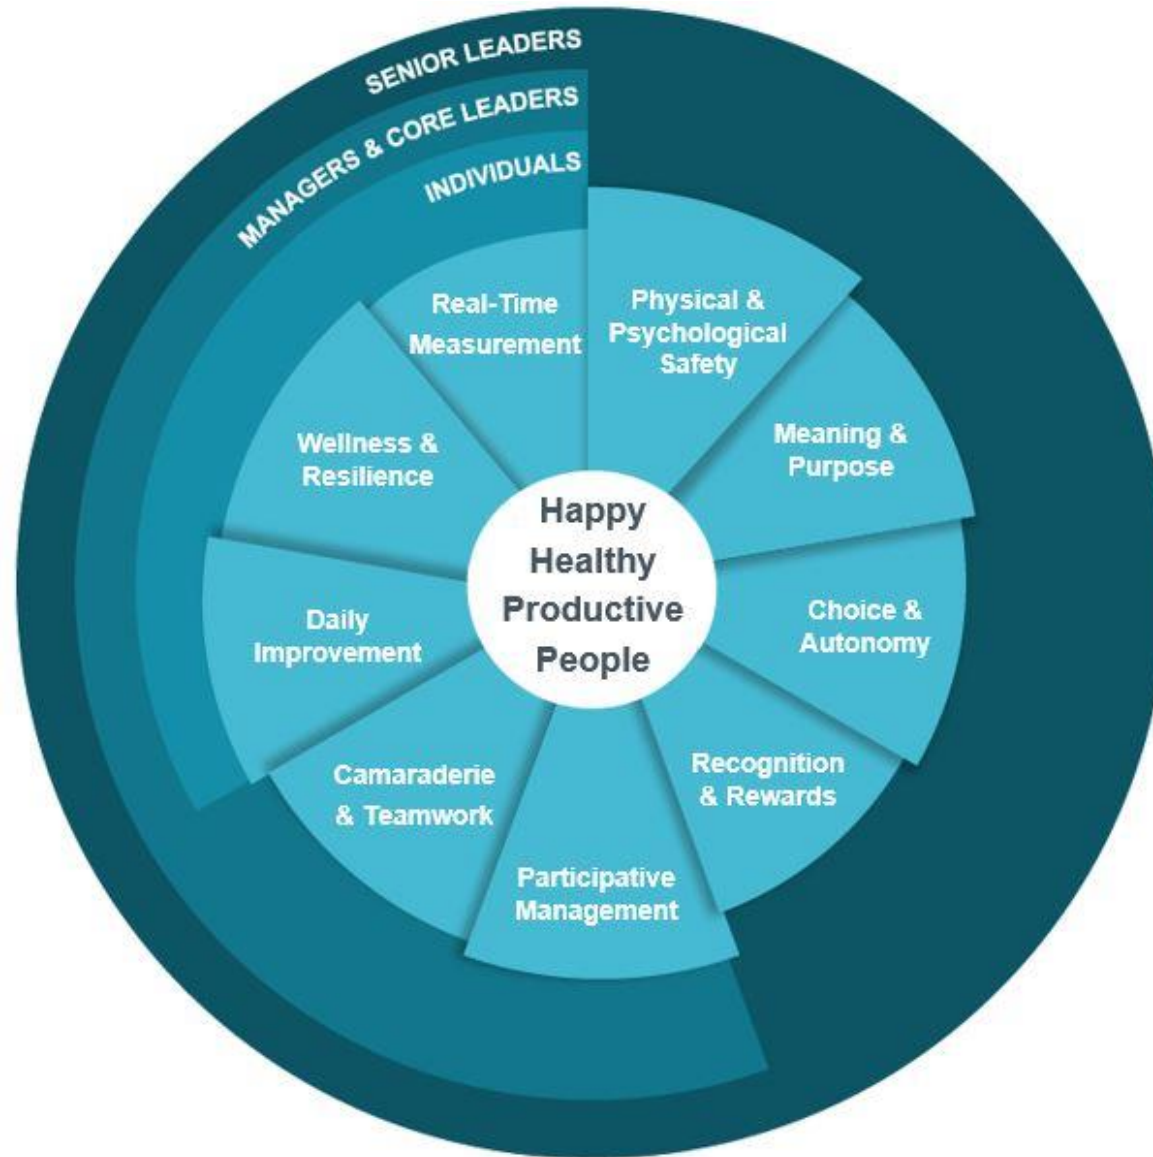 SENIOR LEADERS
MANAGERS & CORE LEADERS
INDIVIDUALS
Real-Time
Measurement
Physical &
Psychological
Safety
Meaning &
Purpose
Choice &
Autonomy
Recognition
& Rewards
Participative
Management
Camaraderie
& Teamwork
Daily
Improvement
Wellness &
Resilience
Happy
Healthy
Productive
People